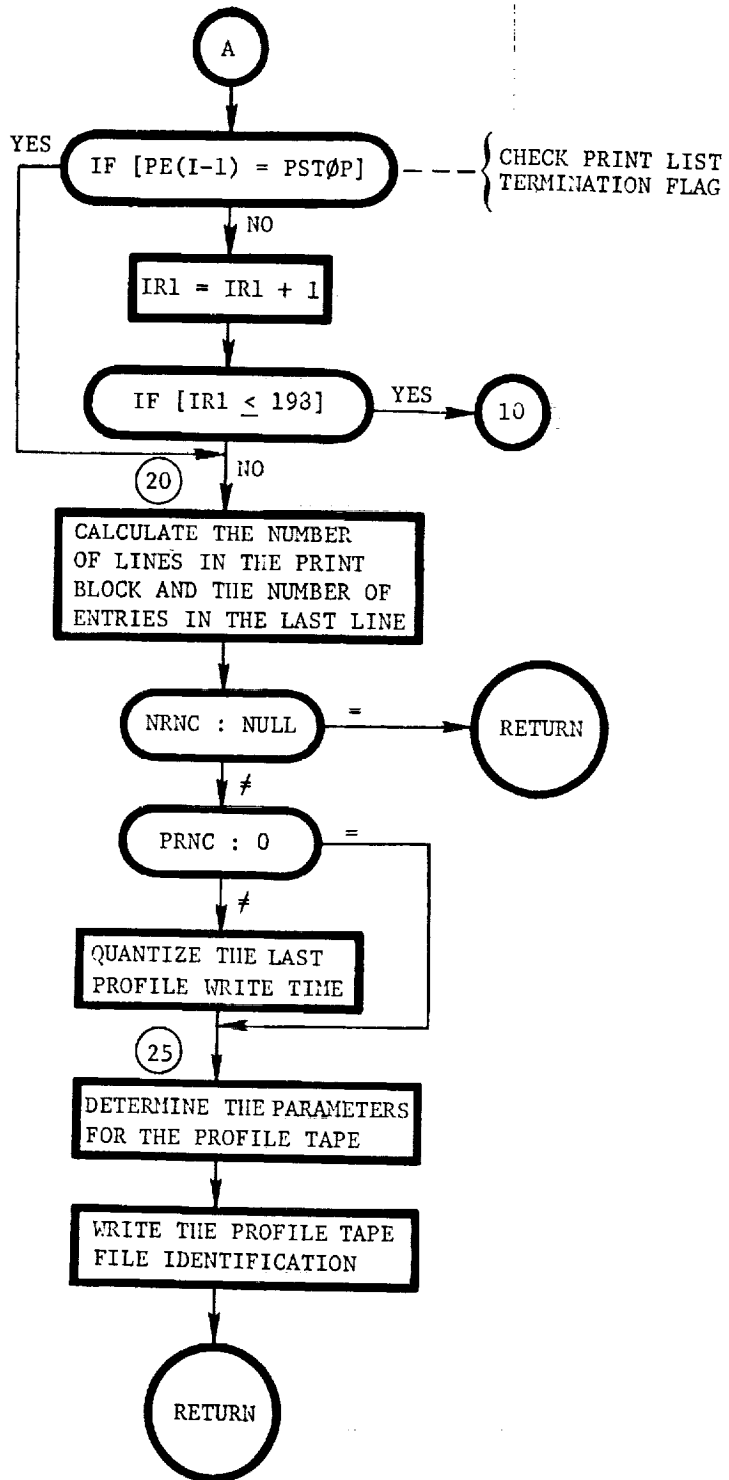 A
YES
IF [PE(I-1) = PSTØP]
CHECK PRINT LIST
TERMINATION FLAG
NO
IR1 = IR1 + 1
IF [IR1 ≤ 193]
YES
10
NO
20
CALCULATE THE NUMBER
OF LINES IN THE PRINT
BLOCK AND THE NUMBER OF
ENTRIES IN THE LAST LINE
NRNC : NULL
=
RETURN
≠
PRNC : 0
=
≠
QUANTIZE THE LAST
PROFILE WRITE TIME
25
DETERMINE THE PARAMETERS
FOR THE PROFILE TAPE
WRITE THE PROFILE TAPE
FILE IDENTIFICATION
RETURN